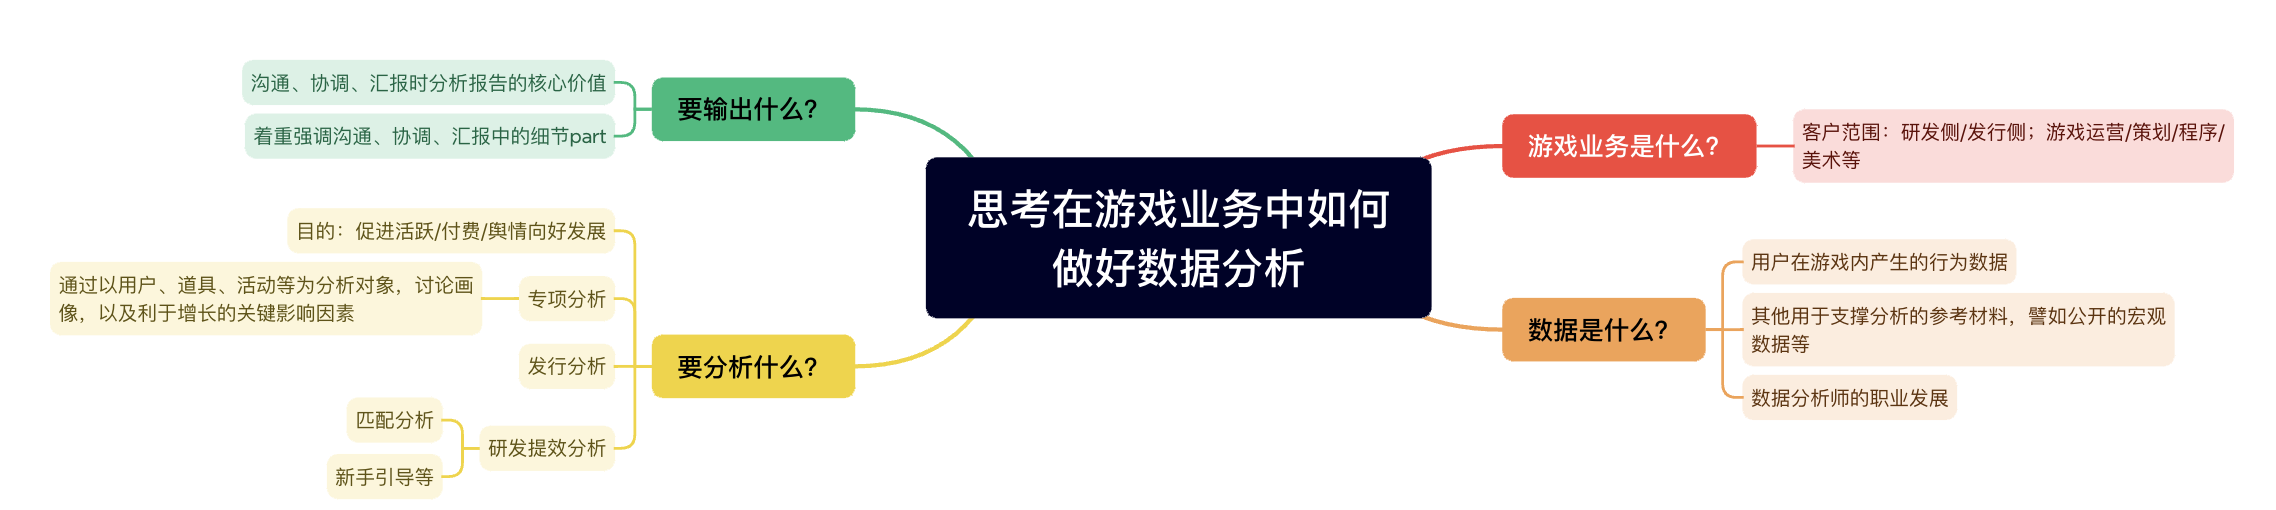 思考在游戏业务中如何
做好数据分析
游戏业务是什么？
客户范围：研发侧/发行侧；游戏运营/策划/程序/
美术等
数据是什么？
用户在游戏内产生的行为数据
其他用于支撑分析的参考材料，譬如公开的宏观
数据等
数据分析师的职业发展
要分析什么？
目的：促进活跃/付费/舆情向好发展
专项分析
通过以用户、道具、活动等为分析对象，讨论画
像，以及利于增长的关键影响因素
发行分析
研发提效分析
匹配分析
新手引导等
要输出什么？
沟通、协调、汇报时分析报告的核心价值
着重强调沟通、协调、汇报中的细节part